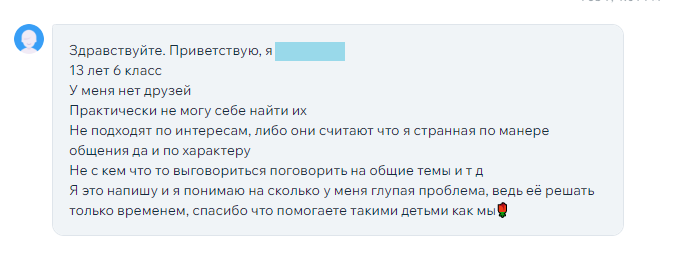 Здравствуйте. Приветствую, я
13 лет 6 класс
У меня нет друзей
Практически не могу себе найти их
Не подходят по интересам, либо они считают что я странная по манере
общения да и по характеру
Не с кем что то выговориться поговорить на общие темы и т д
Я это напишу и я понимаю на сколько у меня глупая проблема, ведь её решать
только временем, спасибо что помогаете такими детьми как мы🌹